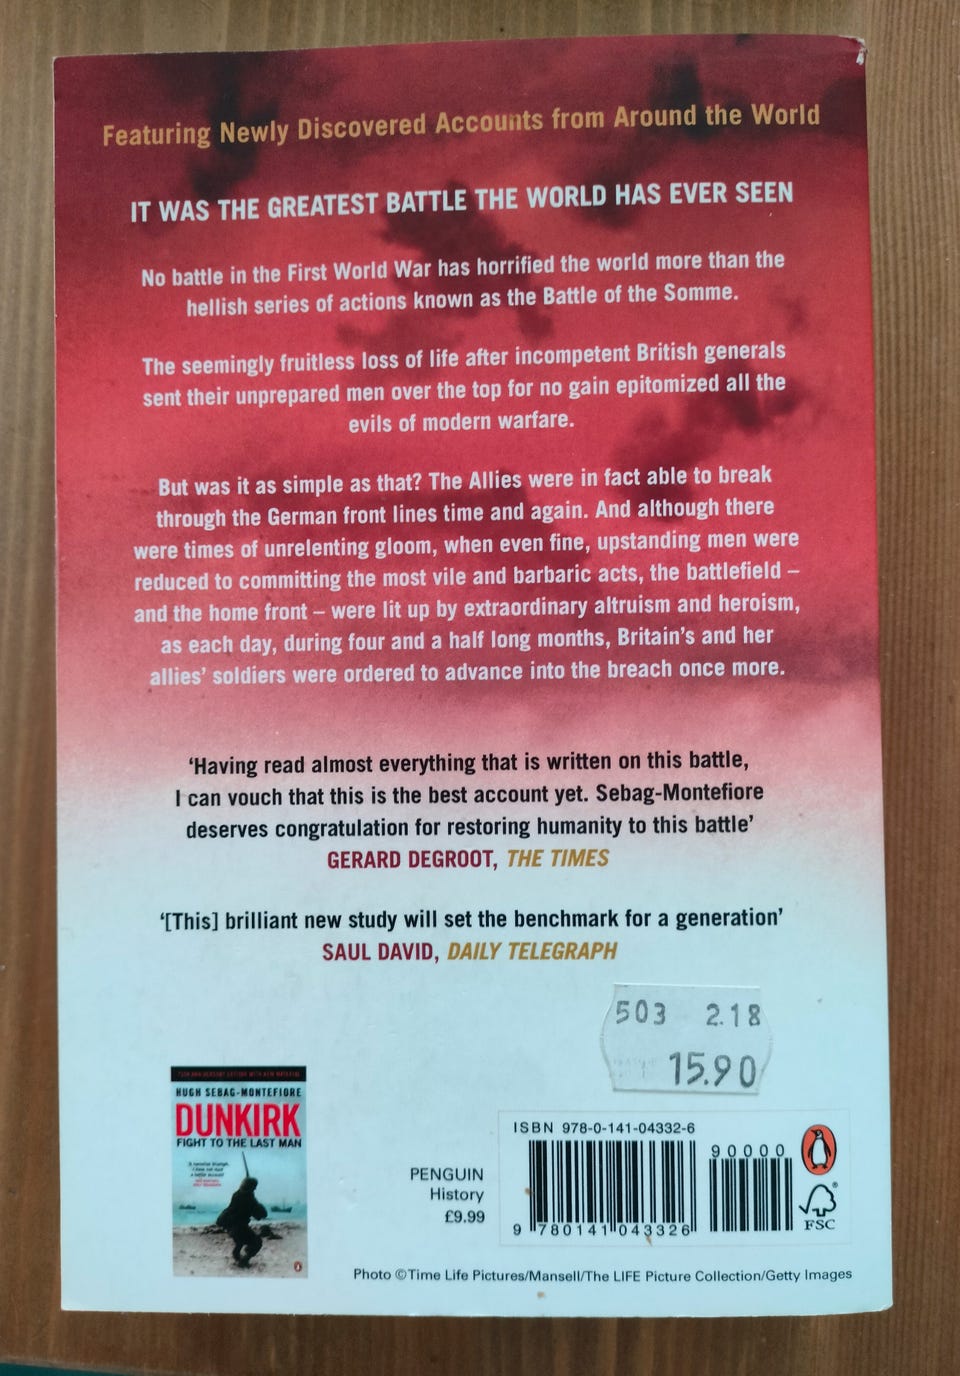 Featuring Newly Discovered Accounts from Around the World
IT WAS THE GREATEST BATTLE THE WORLD HAS EVER SEEN
No battle in the First World War has horrified the world more than the
hellish series of actions known as the Battle of the Somme.
The seemingly fruitless loss of life after incompetent British generals
sent their unprepared men over the top for no gain epitomized all the
evils of modern warfare.
But was it as simple as that? The Allies were in fact able to break
through the German front lines time and again. And although there
were times of unrelenting gloom, when even fine, upstanding men were
reduced to committing the most vile and barbaric acts, the battlefield –
and the home front – were lit up by extraordinary altruism and heroism,
as each day, during four and a half long months, Britain's and her
allies' soldiers were ordered to advance into the breach once more.
‘Having read almost everything that is written on this battle,
I can vouch that this is the best account yet. Sebag-Montefiore
deserves congratulation for restoring humanity to this battle’
GERARD DEGROOT, THE TIMES
‘[This] brilliant new study will set the benchmark for a generation’
SAUL DAVID, DAILY TELEGRAPH
503 2.18
15.90
HUGH SEBAG-MONTEFIORE
DUNKIRK
FIGHT TO THE LAST MAN
PENGUIN
History
£9.99
ISBN 978-0-141-04332-6
90000
9 780141 043326
FSC
®
Photo ©Time Life Pictures/Mansell/The LIFE Picture Collection/Getty Images